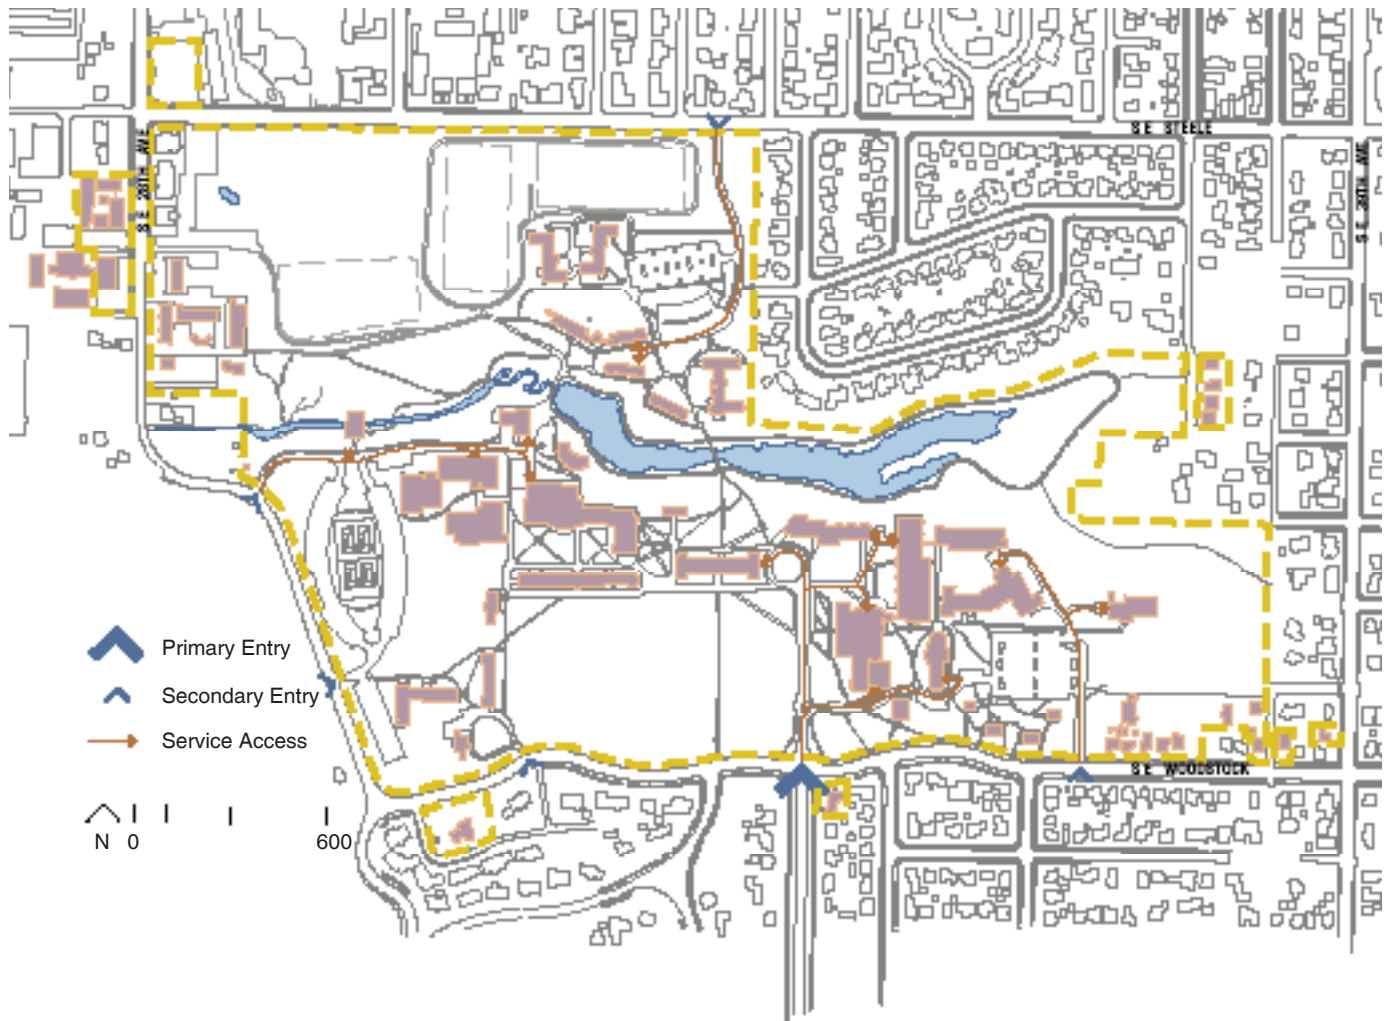 S E STEELE
S E 28TH AVE
S E 39TH AVE
Primary Entry
Secondary Entry
Service Access
S E WOODSTOCK
N 0 600